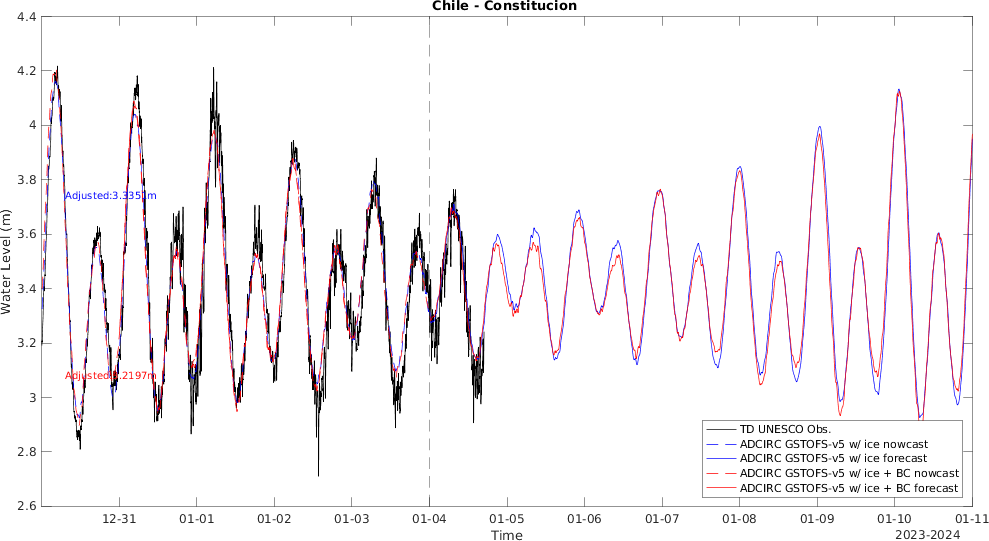 Chile - Constitucion
4.4
4.2
4
3.8
3.6
3.4
3.2
3
2.8
2.6
Water Level (m)
Adjusted:3.3351m
Adjusted:3.2197m
TD UNESCO Obs.
ADCIRC GSTOFS-v5 w/ ice nowcast
ADCIRC GSTOFS-v5 w/ ice forecast
ADCIRC GSTOFS-v5 w/ ice + BC nowcast
ADCIRC GSTOFS-v5 w/ ice + BC forecast
12-31 01-01 01-02 01-03 01-04 01-05 01-06 01-07 01-08 01-09 01-10 01-11
Time
2023-2024